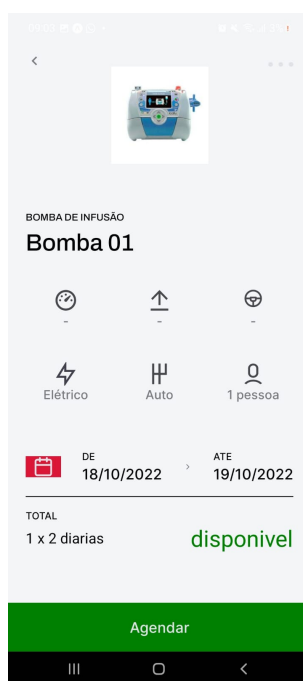 BOMBA DE INFUSÃO
Bomba 01
-
-
-
Elétrico
Auto
1 pessoa
DE
ATE
18/10/2022
19/10/2022
TOTAL
1 x 2 diarias
disponivel
Agendar